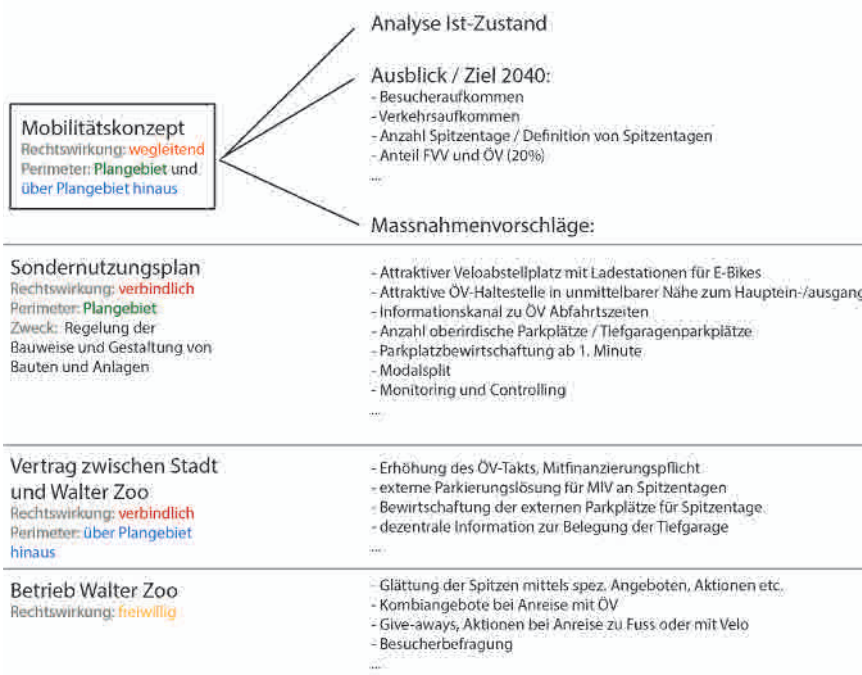 Analyse Ist-Zustand
Ausblick / Ziel 2040:
- Besucheraufkommen
- Verkehrsaufkommen
- Anzahl Spitzentage / Definition von Spitzentagen
- Anteil FVV und ÖV (20%)
...
Mobilitätskonzept
Rechtswirkung: wegleitend
Perimeter: Plangebiet und
über Plangebiet hinaus
Massnahmenvorschläge:
Sondernutzungsplan
Rechtswirkung: verbindlich
Perimeter: Plangebiet
Zweck: Regelung der
Bauweise und Gestaltung von
Bauten und Anlagen
- Attraktiver Veloabstellplatz mit Ladestationen für E-Bikes
- Attraktive ÖV-Haltestelle in unmittelbarer Nähe zum Hauptein-/ausgang
- Informationskanal zu ÖV Abfahrtszeiten
- Anzahl oberirdische Parkplätze / Tiefgaragenparkplätze
- Parkplatzbewirtschaftung ab 1. Minute
- Modalsplit
- Monitoring und Controlling
...
Vertrag zwischen Stadt
und Walter Zoo
Rechtswirkung: verbindlich
Perimeter: über Plangebiet
hinaus
- Erhöhung des ÖV-Takts, Mitfinanzierungspflicht
- externe Parkierungslösung für MIV an Spitzentagen
- Bewirtschaftung der externen Parkplätze für Spitzentage
- dezentrale Information zur Belegung der Tiefgarage
...
Betrieb Walter Zoo
Rechtswirkung: freiwillig
- Glättung der Spitzen mittels spez. Angeboten, Aktionen etc.
- Kombiangebote bei Anreise mit ÖV
- Give-aways, Aktionen bei Anreise zu Fuss oder mit Velo
- Besucherbefragung
...